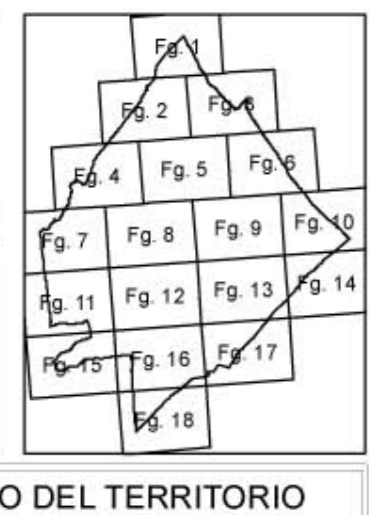 Fg. 1
Fg. 2 Fg. 3
Fg. 4 Fg. 5 Fg. 6
Fg. 7 Fg. 8 Fg. 9 Fg. 10
Fg. 11 Fg. 12 Fg. 13 Fg. 14
Fg. 15 Fg. 16 Fg. 17
Fg. 18
O DEL TERRITORIO